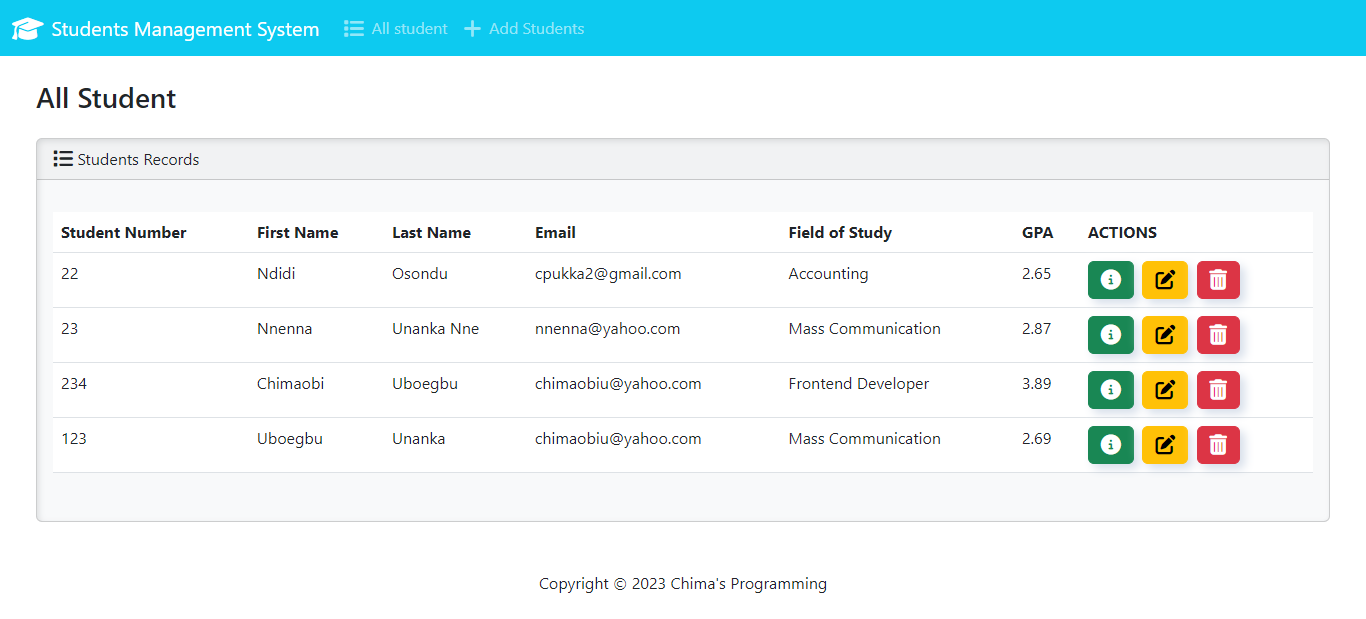 Students Management System All student Add Students
All Student
Students Records
Student Number First Name Last Name Email Field of Study GPA ACTIONS
22 Ndidi Osondu cpukka2@gmail.com Accounting 2.65
23 Nnenna Unanka Nne nnenna@yahoo.com Mass Communication 2.87
234 Chimaobi Uboegbu chimaobiu@yahoo.com Frontend Developer 3.89
123 Uboegbu Unanka chimaobiu@yahoo.com Mass Communication 2.69
Copyright © 2023 Chima's Programming